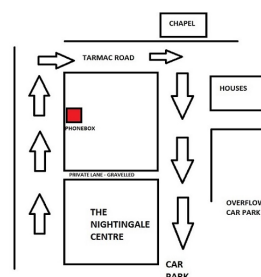 CHAPEL
TARMAC ROAD
HOUSES
PHONEBOX
PRIVATE LANE - GRAVELLED
OVERFLOW
CAR PARK
THE
NIGHTINGALE
CENTRE
CAR
PARK